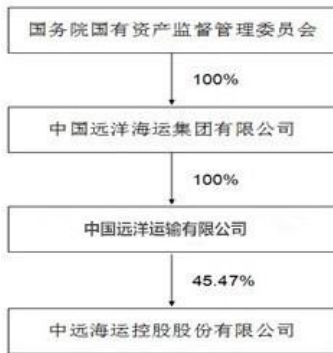 国务院国有资产监督管理委员会
100%
中国远洋海运集团有限公司
100%
中国远洋运输有限公司
45.47%
中远海运控股股份有限公司